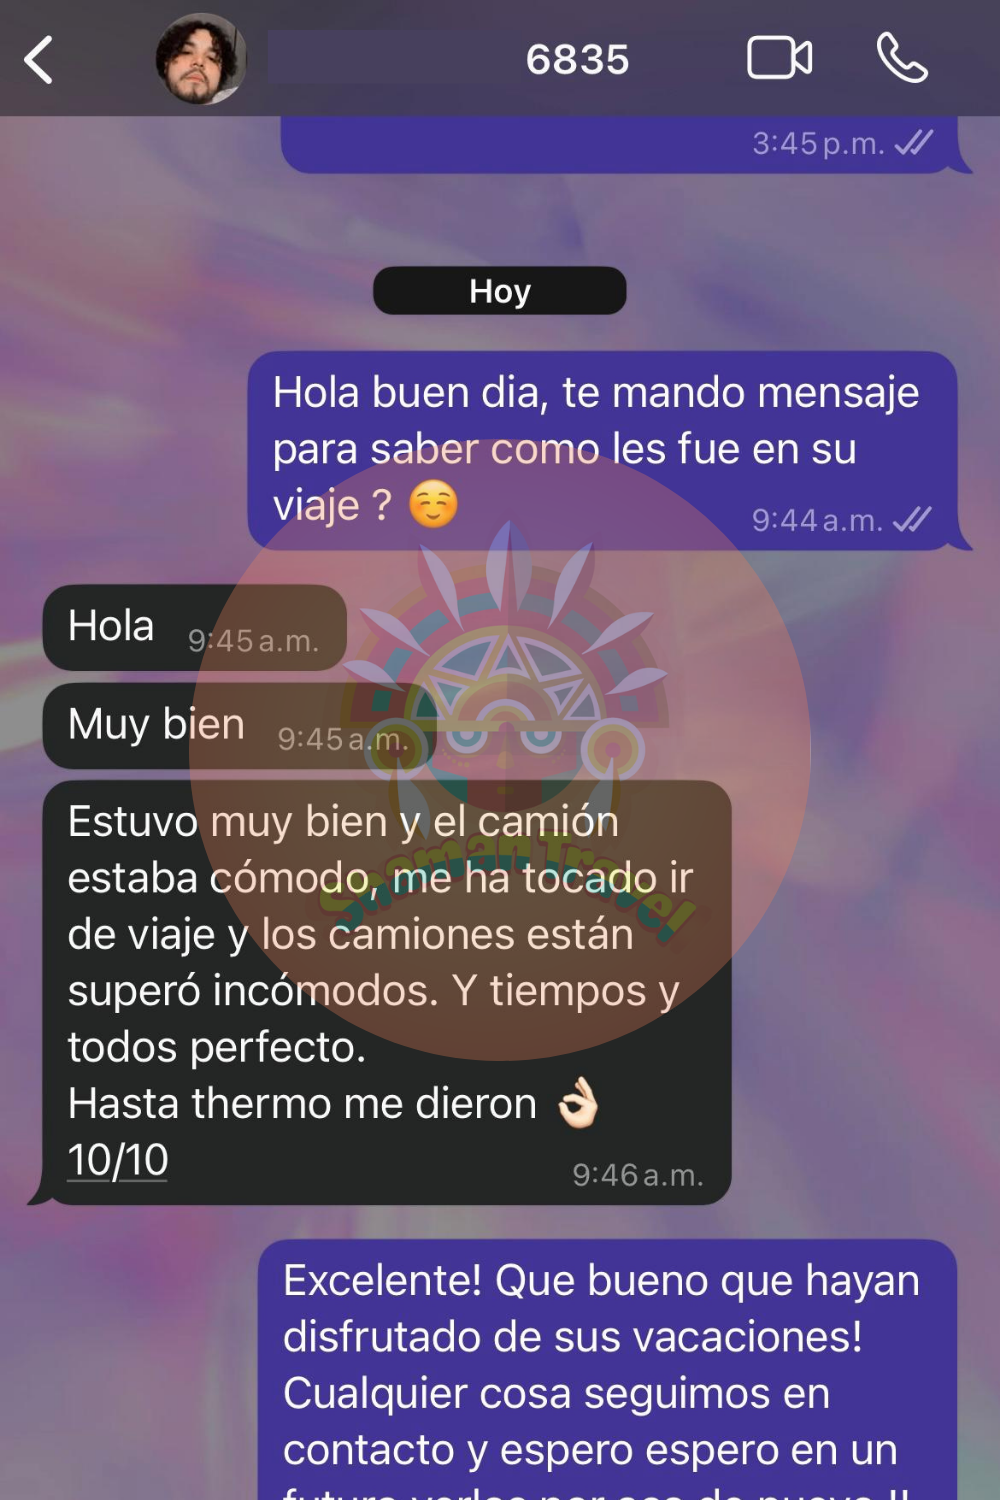 6835
3:45 p.m.
Hoy
Hola buen dia, te mando mensaje
para saber como les fue en su
viaje ? ☺️
9:44 a.m.
Hola
9:45 a.m.
Muy bien
9:45 a.m.
Estuvo muy bien y el camión
estaba cómodo, me ha tocado ir
de viaje y los camiones están
superó incómodos. Y tiempos y
todos perfecto.
Hasta thermo me dieron 👌🏻
10/10
9:46 a.m.
Shaman Travel
Excelente! Que bueno que hayan
disfrutado de sus vacaciones!
Cualquier cosa seguimos en
contacto y espero espero en un